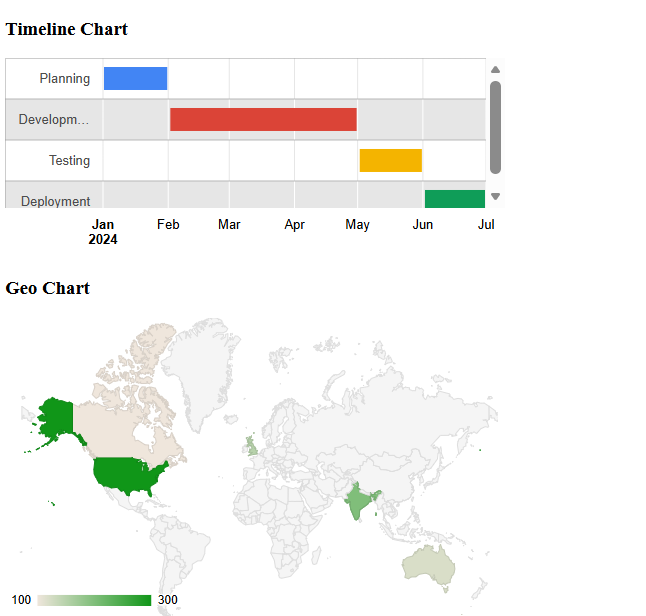 Timeline Chart
Planning
Developm...
Testing
Deployment
Jan Feb Mar Apr May Jun Jul
2024
Geo Chart
100 300